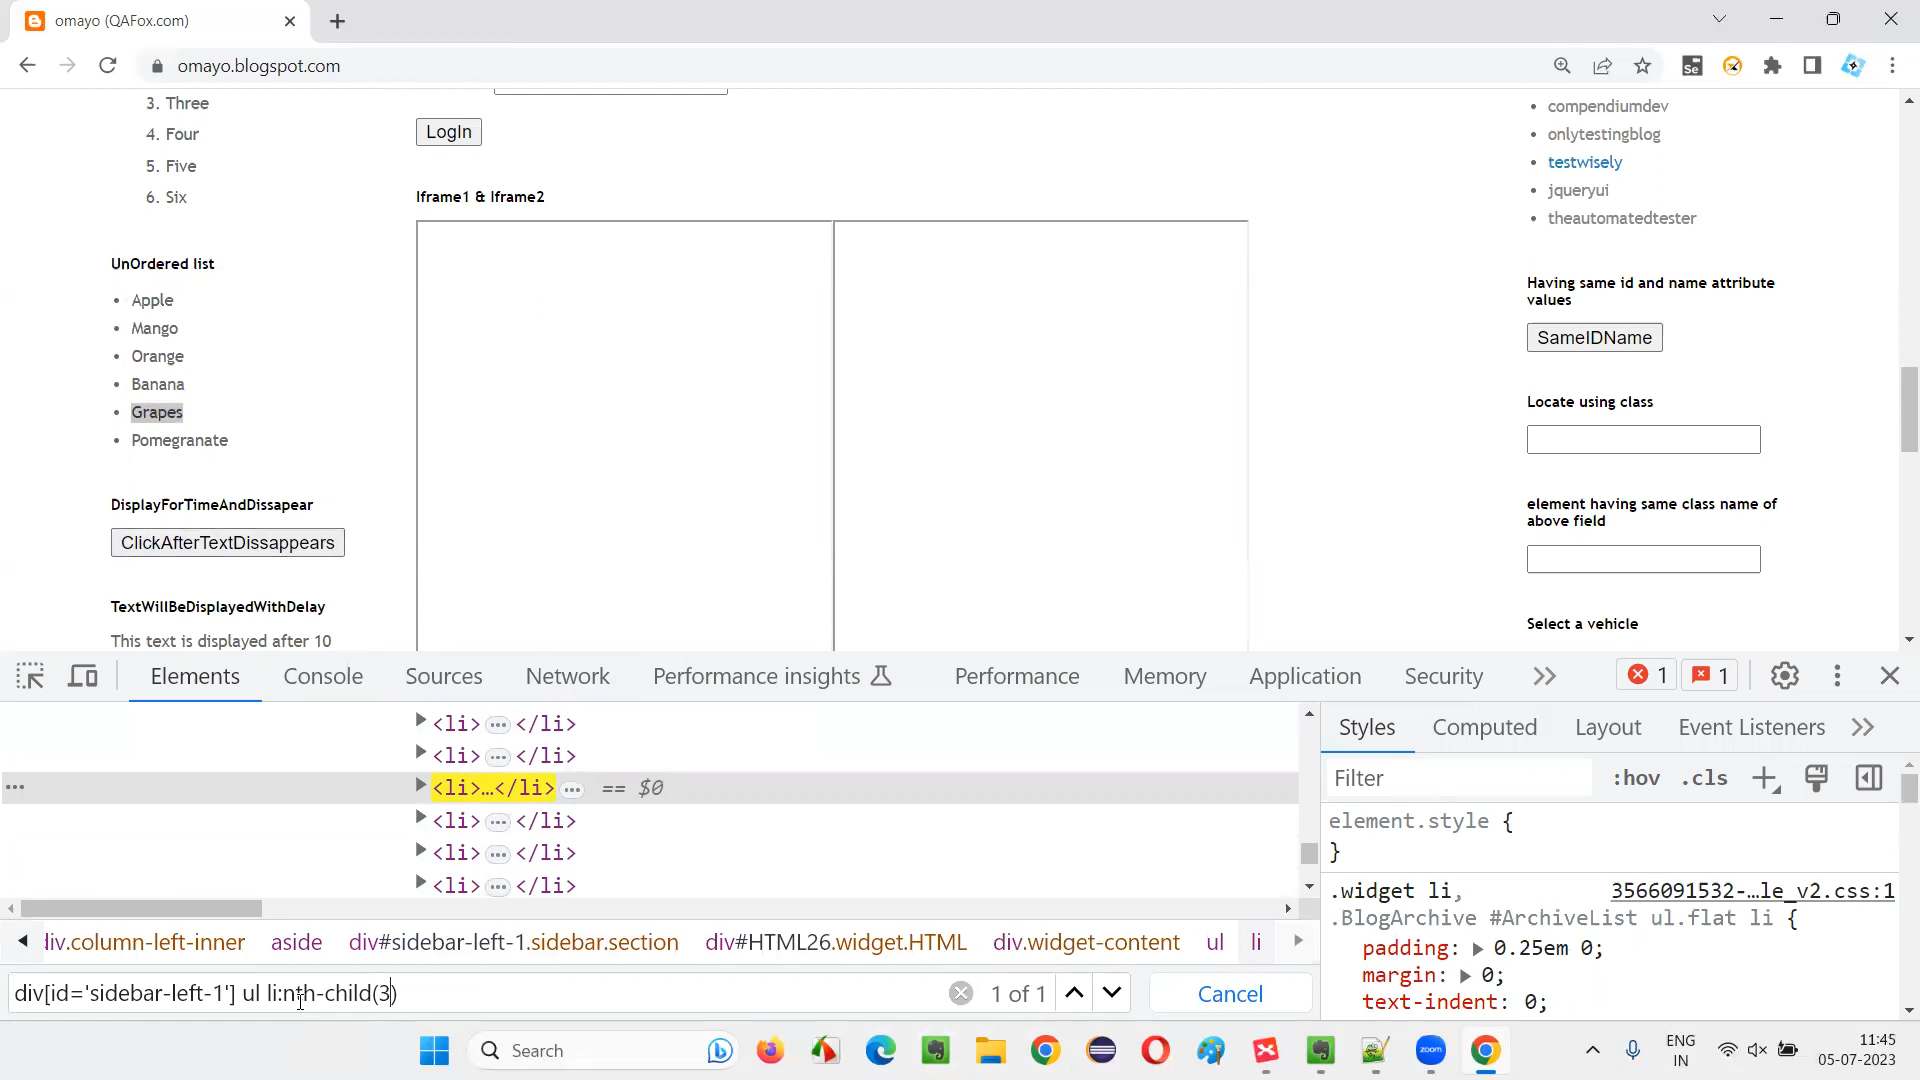 omayo (QAFox.com)
omayo.blogspot.com
3. Three
4. Four
5. Five
6. Six
UnOrdered list
Apple
Mango
Orange
Banana
Grapes
Pomegranate
DisplayForTimeAndDissapear
ClickAfterTextDissappears
TextWillBeDisplayedWithDelay
This text is displayed after 10
LogIn
Iframe1 & Iframe2
compendiumdev
onlytestingblog
testwisely
jqueryui
theautomatedtester
Having same id and name attribute
values
SameIDName
Locate using class
element having same class name of
above field
Select a vehicle
Elements Console Sources Network Performance insights Performance Memory Application Security 1 1
<li> … </li>
<li> … </li>
<li>…</li> … == $0
<li> … </li>
<li> … </li>
<li> … </li>
div.column-left-inner aside div#sidebar-left-1.sidebar.section div#HTML26.widget.HTML div.widget-content ul li
div[id='sidebar-left-1'] ul li:nth-child(3) 1 of 1 Cancel
Styles Computed Layout Event Listeners
Filter :hov .cls
element.style {
}
.widget li, 3566091532-…le_v2.css:1
.BlogArchive #ArchiveList ul.flat li {
padding: 0.25em 0;
margin: 0;
text-indent: 0;
Search
zoom
ENG
IN
11:45
05-07-2023